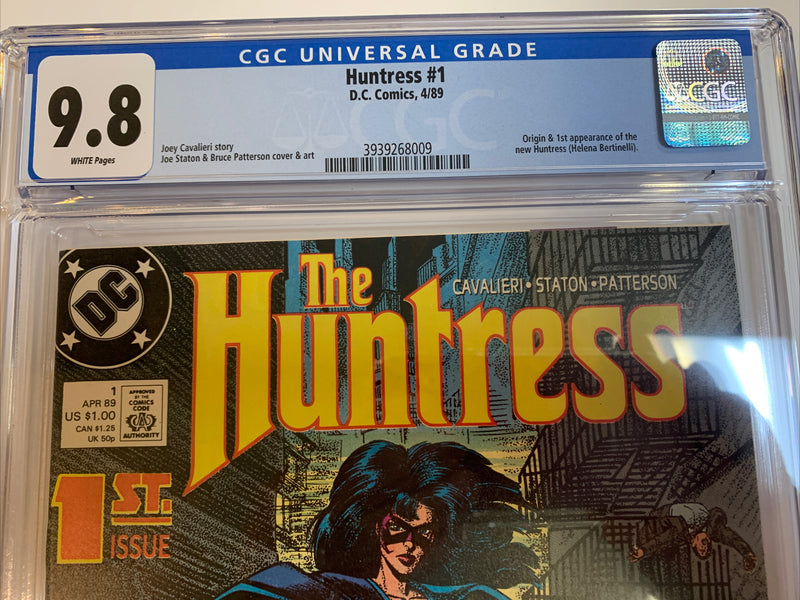 CGC UNIVERSAL GRADE
9.8
WHITE Pages
Huntress #1
D.C. Comics, 4/89
Joey Cavalieri story
Joe Staton & Bruce Patterson cover & art
3939268009
Origin & 1st appearance of the
new Huntress (Helena Bertinelli).
CGC
CGC
DC
The
Huntress
CAVALIERI • STATON • PATTERSON
1
APR 89
US $1.00
CAN $1.25
UK 50p
APPROVED
BY THE
COMICS
CODE
AUTHORITY
1ST.
ISSUE